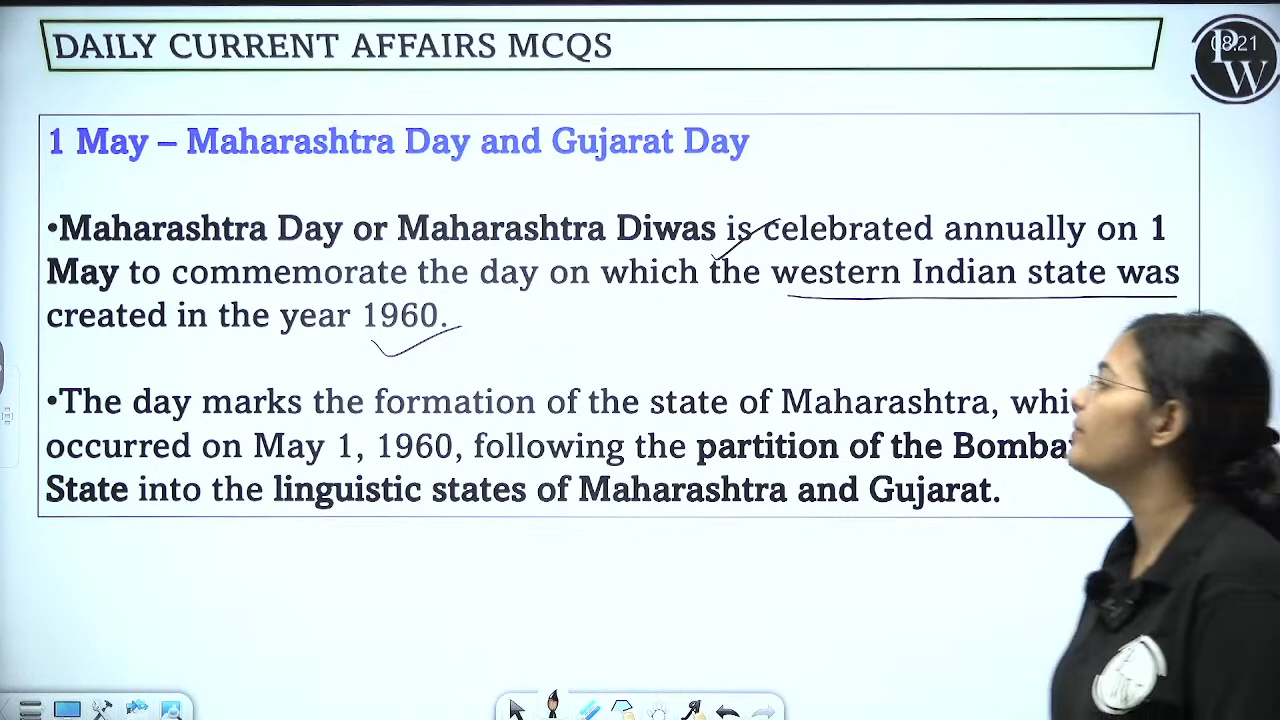 DAILY CURRENT AFFAIRS MCQS
08:21
PW
1 May – Maharashtra Day and Gujarat Day
•Maharashtra Day or Maharashtra Diwas is celebrated annually on 1
May to commemorate the day on which the western Indian state was
created in the year 1960.
•The day marks the formation of the state of Maharashtra, whi
occurred on May 1, 1960, following the partition of the Bomba
State into the linguistic states of Maharashtra and Gujarat.